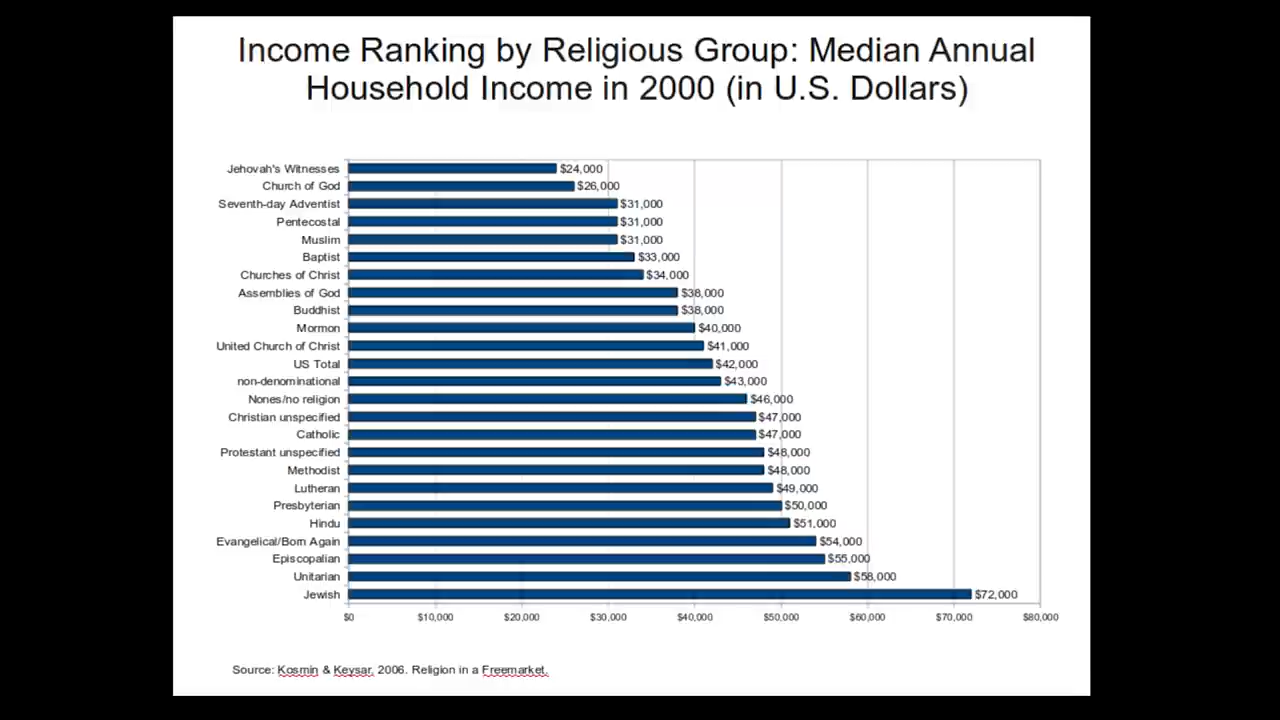 Income Ranking by Religious Group: Median Annual
Household Income in 2000 (in U.S. Dollars)
Jehovah's Witnesses $24,000
Church of God $26,000
Seventh-day Adventist $31,000
Pentecostal $31,000
Muslim $31,000
Baptist $33,000
Churches of Christ $34,000
Assemblies of God $38,000
Buddhist $38,000
Mormon $40,000
United Church of Christ $41,000
US Total $42,000
non-denominational $43,000
Nones/no religion $46,000
Christian unspecified $47,000
Catholic $47,000
Protestant unspecified $48,000
Methodist $48,000
Lutheran $49,000
Presbyterian $50,000
Hindu $51,000
Evangelical/Born Again $54,000
Episcopalian $55,000
Unitarian $58,000
Jewish $72,000
$0 $10,000 $20,000 $30,000 $40,000 $50,000 $60,000 $70,000 $80,000
Source: Kosmin & Keysar, 2006. Religion in a Freemarket.